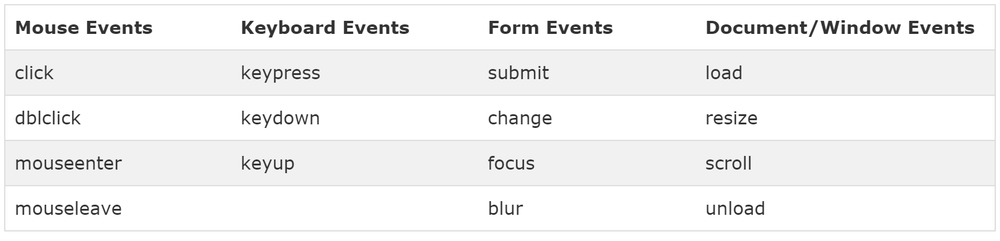 Mouse Events Keyboard Events Form Events Document/Window Events
click keypress submit load
dblclick keydown change resize
mouseenter keyup focus scroll
mouseleave blur unload